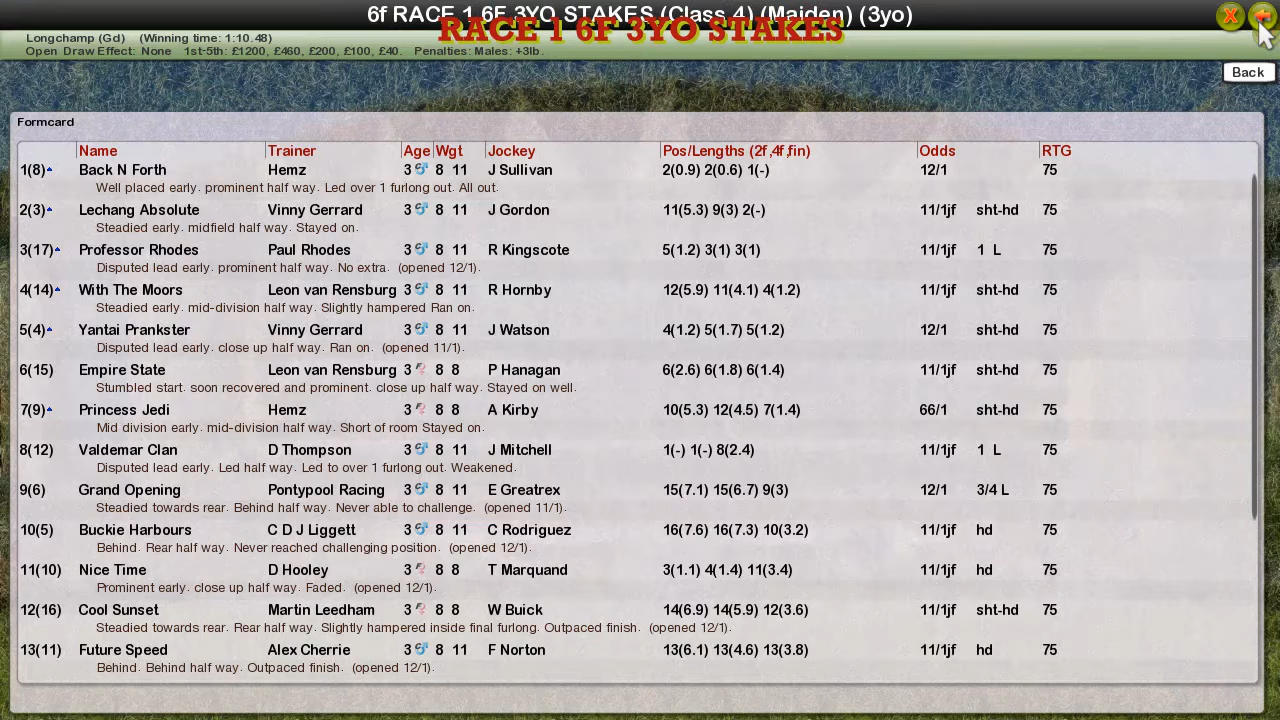 6f RACE 1 6F 3YO STAKES (Class 4) (Maiden) (3yo)
RACE 1 6F 3YO STAKES
Longchamp (Gd) (Winning time: 1:10.48)
Open Draw Effect: None 1st-5th: £1200, £460, £200, £100, £40. Penalties: Males: +3lb.
X
Back
Formcard
Name Trainer Age Wgt Jockey Pos/Lengths (2f,4f,fin) Odds RTG
1(8) Back N Forth Hemz 3 8 11 J Sullivan 2(0.9) 2(0.6) 1(-) 12/1 75
Well placed early. prominent half way. Led over 1 furlong out. All out.
2(3) Lechang Absolute Vinny Gerrard 3 8 11 J Gordon 11(5.3) 9(3) 2(-) 11/1jf sht-hd 75
Steadied early. midfield half way. Stayed on.
3(17) Professor Rhodes Paul Rhodes 3 8 11 R Kingscote 5(1.2) 3(1) 3(1) 11/1jf 1 L 75
Disputed lead early. prominent half way. No extra. (opened 12/1).
4(14) With The Moors Leon van Rensburg 3 8 11 R Hornby 12(5.9) 11(4.1) 4(1.2) 11/1jf sht-hd 75
Steadied early. mid-division half way. Slightly hampered Ran on.
5(4) Yantai Prankster Vinny Gerrard 3 8 11 J Watson 4(1.2) 5(1.7) 5(1.2) 12/1 sht-hd 75
Disputed lead early. close up half way. Ran on. (opened 11/1).
6(15) Empire State Leon van Rensburg 3 8 8 P Hanagan 6(2.6) 6(1.8) 6(1.4) 11/1jf sht-hd 75
Stumbled start. soon recovered and prominent. close up half way. Stayed on well.
7(9) Princess Jedi Hemz 3 8 8 A Kirby 10(5.3) 12(4.5) 7(1.4) 66/1 sht-hd 75
Mid division early. mid-division half way. Short of room Stayed on.
8(12) Valdemar Clan D Thompson 3 8 11 J Mitchell 1(-) 1(-) 8(2.4) 11/1jf 1 L 75
Disputed lead early. Led half way. Led to over 1 furlong out. Weakened.
9(6) Grand Opening Pontypool Racing 3 8 11 E Greatrex 15(7.1) 15(6.7) 9(3) 12/1 3/4 L 75
Steadied towards rear. Behind half way. Never able to challenge. (opened 11/1).
10(5) Buckie Harbours C D J Liggett 3 8 11 C Rodriguez 16(7.6) 16(7.3) 10(3.2) 11/1jf hd 75
Behind. Rear half way. Never reached challenging position. (opened 12/1).
11(10) Nice Time D Hooley 3 8 8 T Marquand 3(1.1) 4(1.4) 11(3.4) 11/1jf hd 75
Prominent early. close up half way. Faded. (opened 12/1).
12(16) Cool Sunset Martin Leedham 3 8 8 W Buick 14(6.9) 14(5.9) 12(3.6) 11/1jf sht-hd 75
Steadied towards rear. Rear half way. Slightly hampered inside final furlong. Outpaced finish. (opened 12/1).
13(11) Future Speed Alex Cherrie 3 8 11 F Norton 13(6.1) 13(4.6) 13(3.8) 11/1jf hd 75
Behind. Behind half way. Outpaced finish. (opened 12/1).